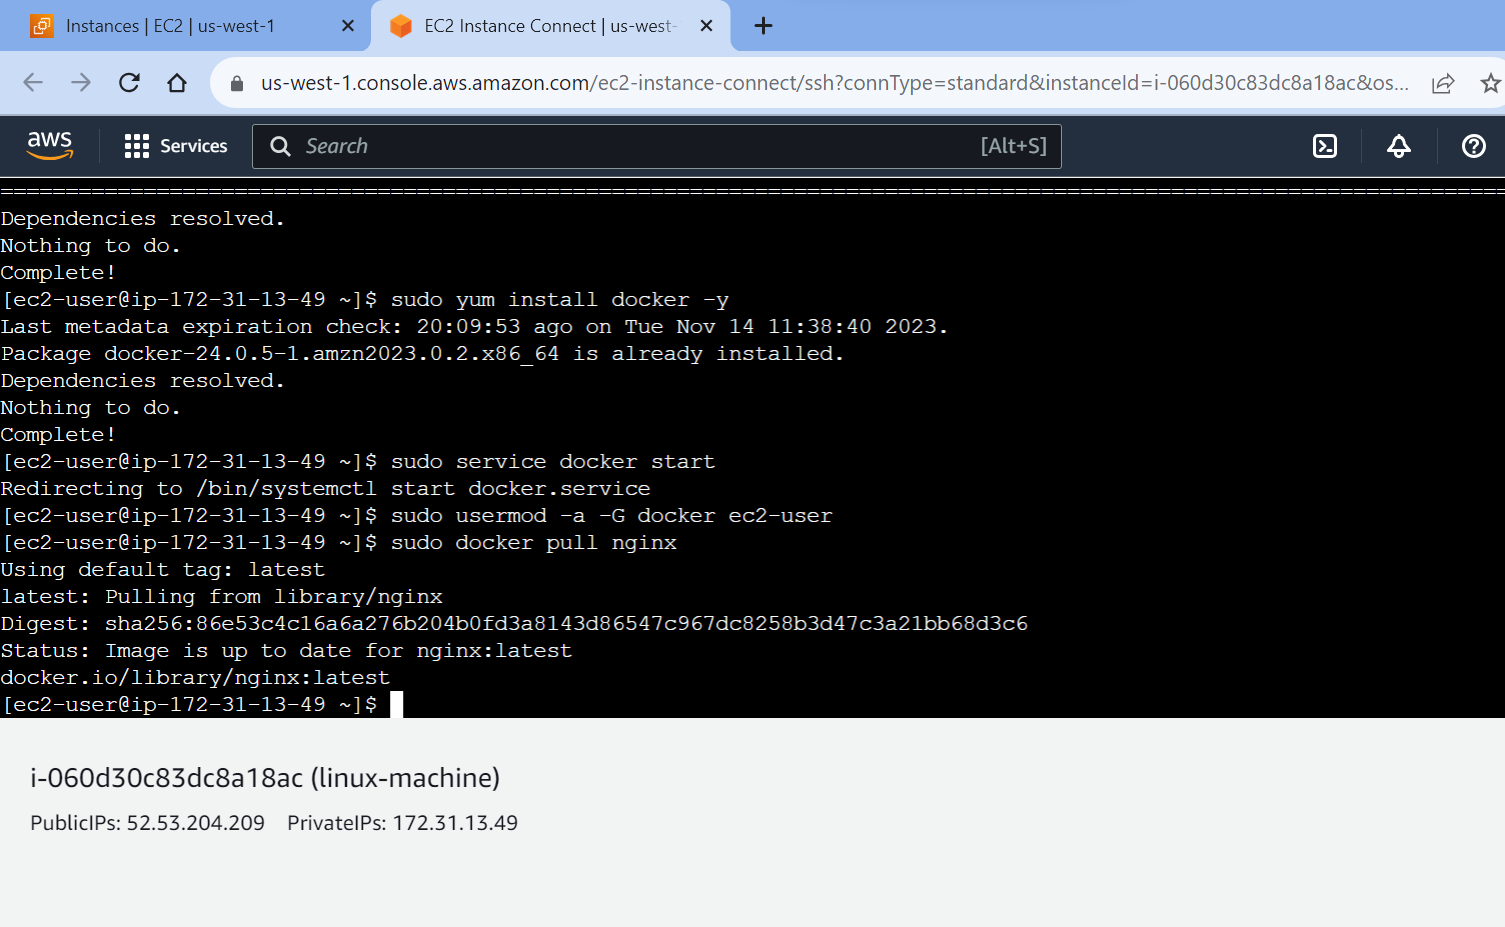 Instances | EC2 | us-west-1
EC2 Instance Connect | us-west-
us-west-1.console.aws.amazon.com/ec2-instance-connect/ssh?connType=standard&instanceId=i-060d30c83dc8a18ac&os...
aws
Services
Search
[Alt+S]
================================================================================================================
Dependencies resolved.
Nothing to do.
Complete!
[ec2-user@ip-172-31-13-49 ~]$ sudo yum install docker -y
Last metadata expiration check: 20:09:53 ago on Tue Nov 14 11:38:40 2023.
Package docker-24.0.5-1.amzn2023.0.2.x86_64 is already installed.
Dependencies resolved.
Nothing to do.
Complete!
[ec2-user@ip-172-31-13-49 ~]$ sudo service docker start
Redirecting to /bin/systemctl start docker.service
[ec2-user@ip-172-31-13-49 ~]$ sudo usermod -a -G docker ec2-user
[ec2-user@ip-172-31-13-49 ~]$ sudo docker pull nginx
Using default tag: latest
latest: Pulling from library/nginx
Digest: sha256:86e53c4c16a6a276b204b0fd3a8143d86547c967dc8258b3d47c3a21bb68d3c6
Status: Image is up to date for nginx:latest
docker.io/library/nginx:latest
[ec2-user@ip-172-31-13-49 ~]$
i-060d30c83dc8a18ac (linux-machine)
PublicIPs: 52.53.204.209 PrivateIPs: 172.31.13.49